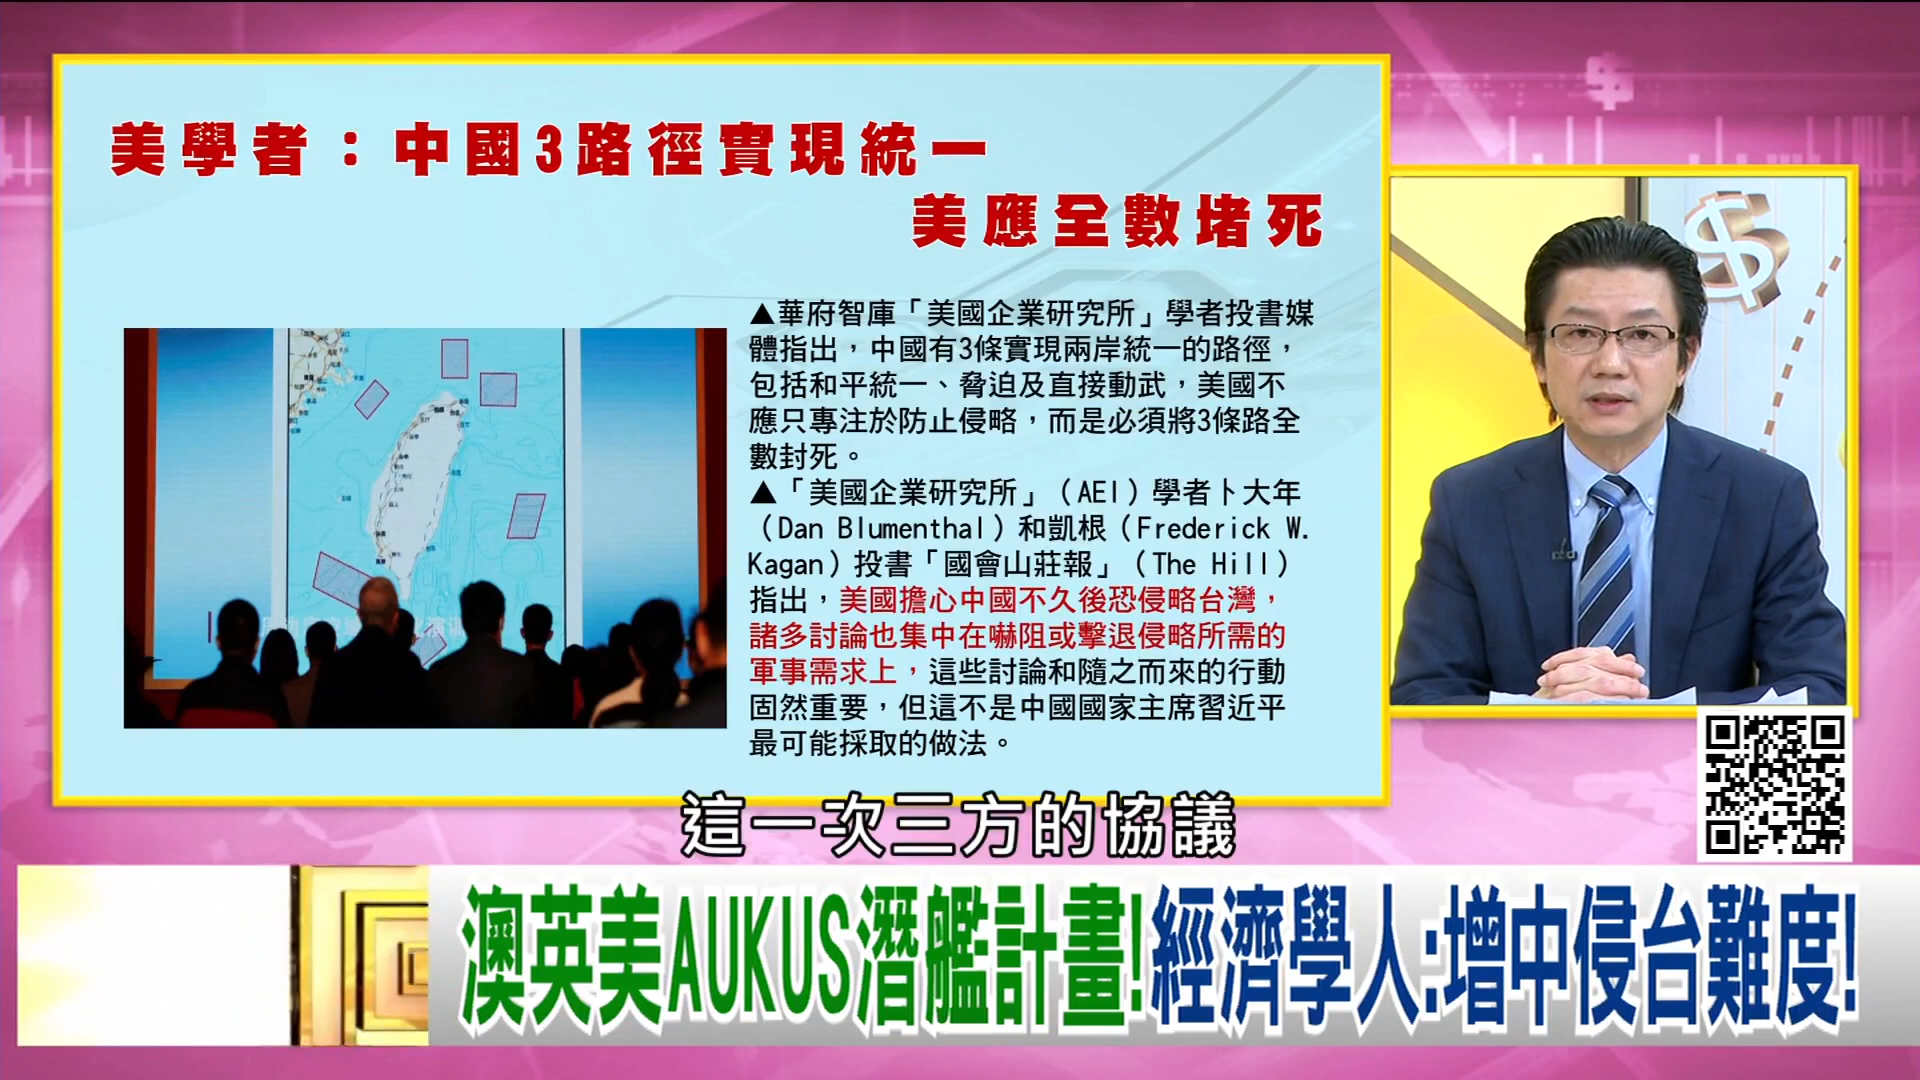 美學者：中國3路徑實現統一
美應全數堵死
▲華府智庫「美國企業研究所」學者投書媒
體指出，中國有3條實現兩岸統一的路徑，
包括和平統一、脅迫及直接動武，美國不
應只專注於防止侵略，而是必須將3條路全
數封死。
▲「美國企業研究所」（AEI）學者卜大年
（Dan Blumenthal）和凱根（Frederick W.
Kagan）投書「國會山莊報」（The Hill）
指出，美國擔心中國不久後恐侵略台灣，
諸多討論也集中在嚇阻或擊退侵略所需的
軍事需求上，這些討論和隨之而來的行動
固然重要，但這不是中國國家主席習近平
最可能採取的做法。
這一次三方的協議
澳英美AUKUS潛艦計畫!經濟學人:增中侵台難度!